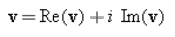 v = Re(v) + i Im(v)